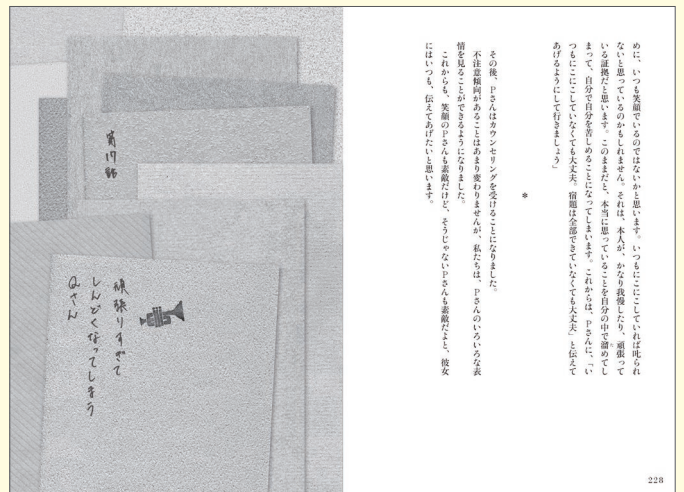 めに、いつも笑顔でいるのではないかと思います。いつもにこにこしていれば叱られ
ないと思っているのかもしれません。それは、本人が、かなり我慢したり、頑張って
いる証拠だと思います。このままだと、本当に思っていることを自分の中で溜めてし
まって、自分で自分を苦しめることになってしまいます。これからは、Pさんに、「い
つもにこにこしていなくても大丈夫。宿題は全部できていなくても大丈夫」と伝えて
あげるようにして行きましょう」
*
その後、Pさんはカウンセリングを受けることになりました。
不注意傾向があることはあまり変わりませんが、私たちは、Pさんのいろいろな表
情を見ることができるようになりました。
これからも、笑顔のPさんも素敵だけど、そうじゃないPさんも素敵だよと、彼女
にはいつも、伝えてあげたいと思います。
228
第17話
頑張りすぎて
しんどくなってしまう
Qさん